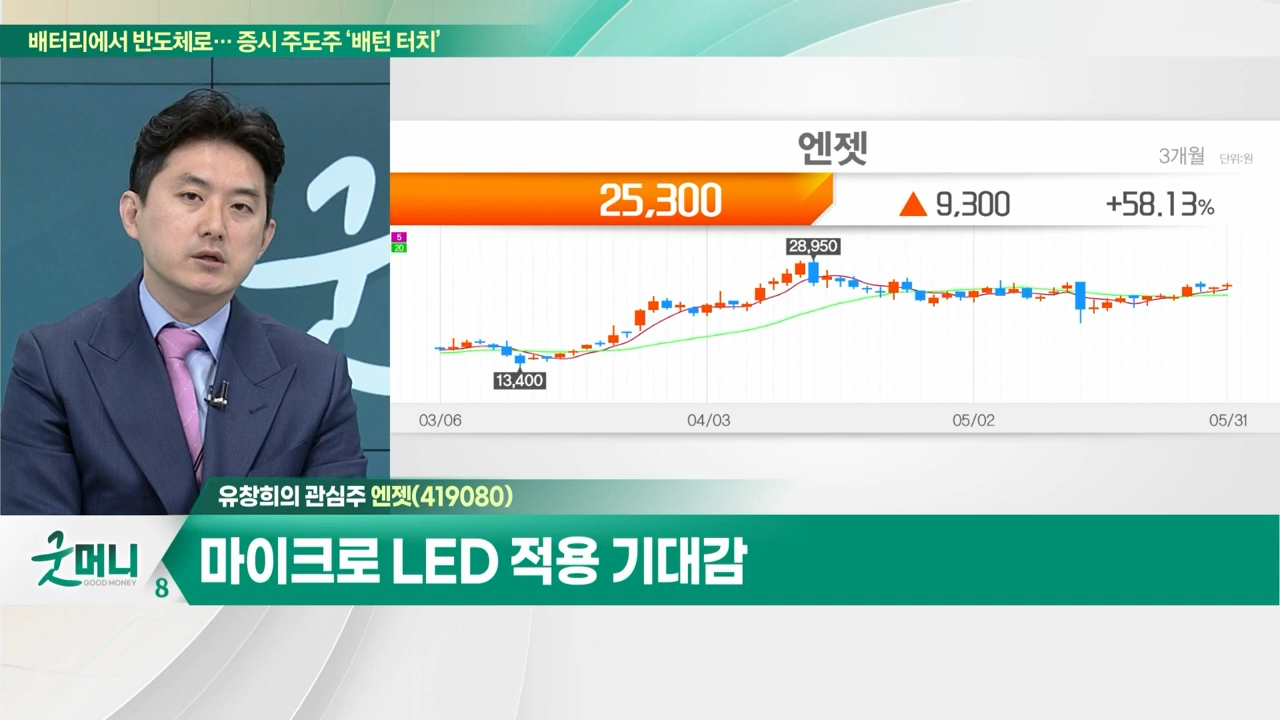 배터리에서 반도체로… 증시 주도주 ‘배턴 터치’
엔젯
3개월 단위:원
25,300 ▲ 9,300 +58.13%
5
20
28,950
13,400
03/06 04/03 05/02 05/31
유창희의 관심주 엔젯(419080)
굿머니
GOOD MONEY
8
마이크로 LED 적용 기대감